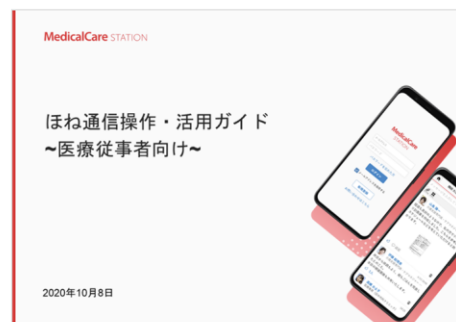 MedicalCare STATION
ほね通信操作・活用ガイド
~医療従事者向け~
MedicalCare
STATION
2020年10月8日